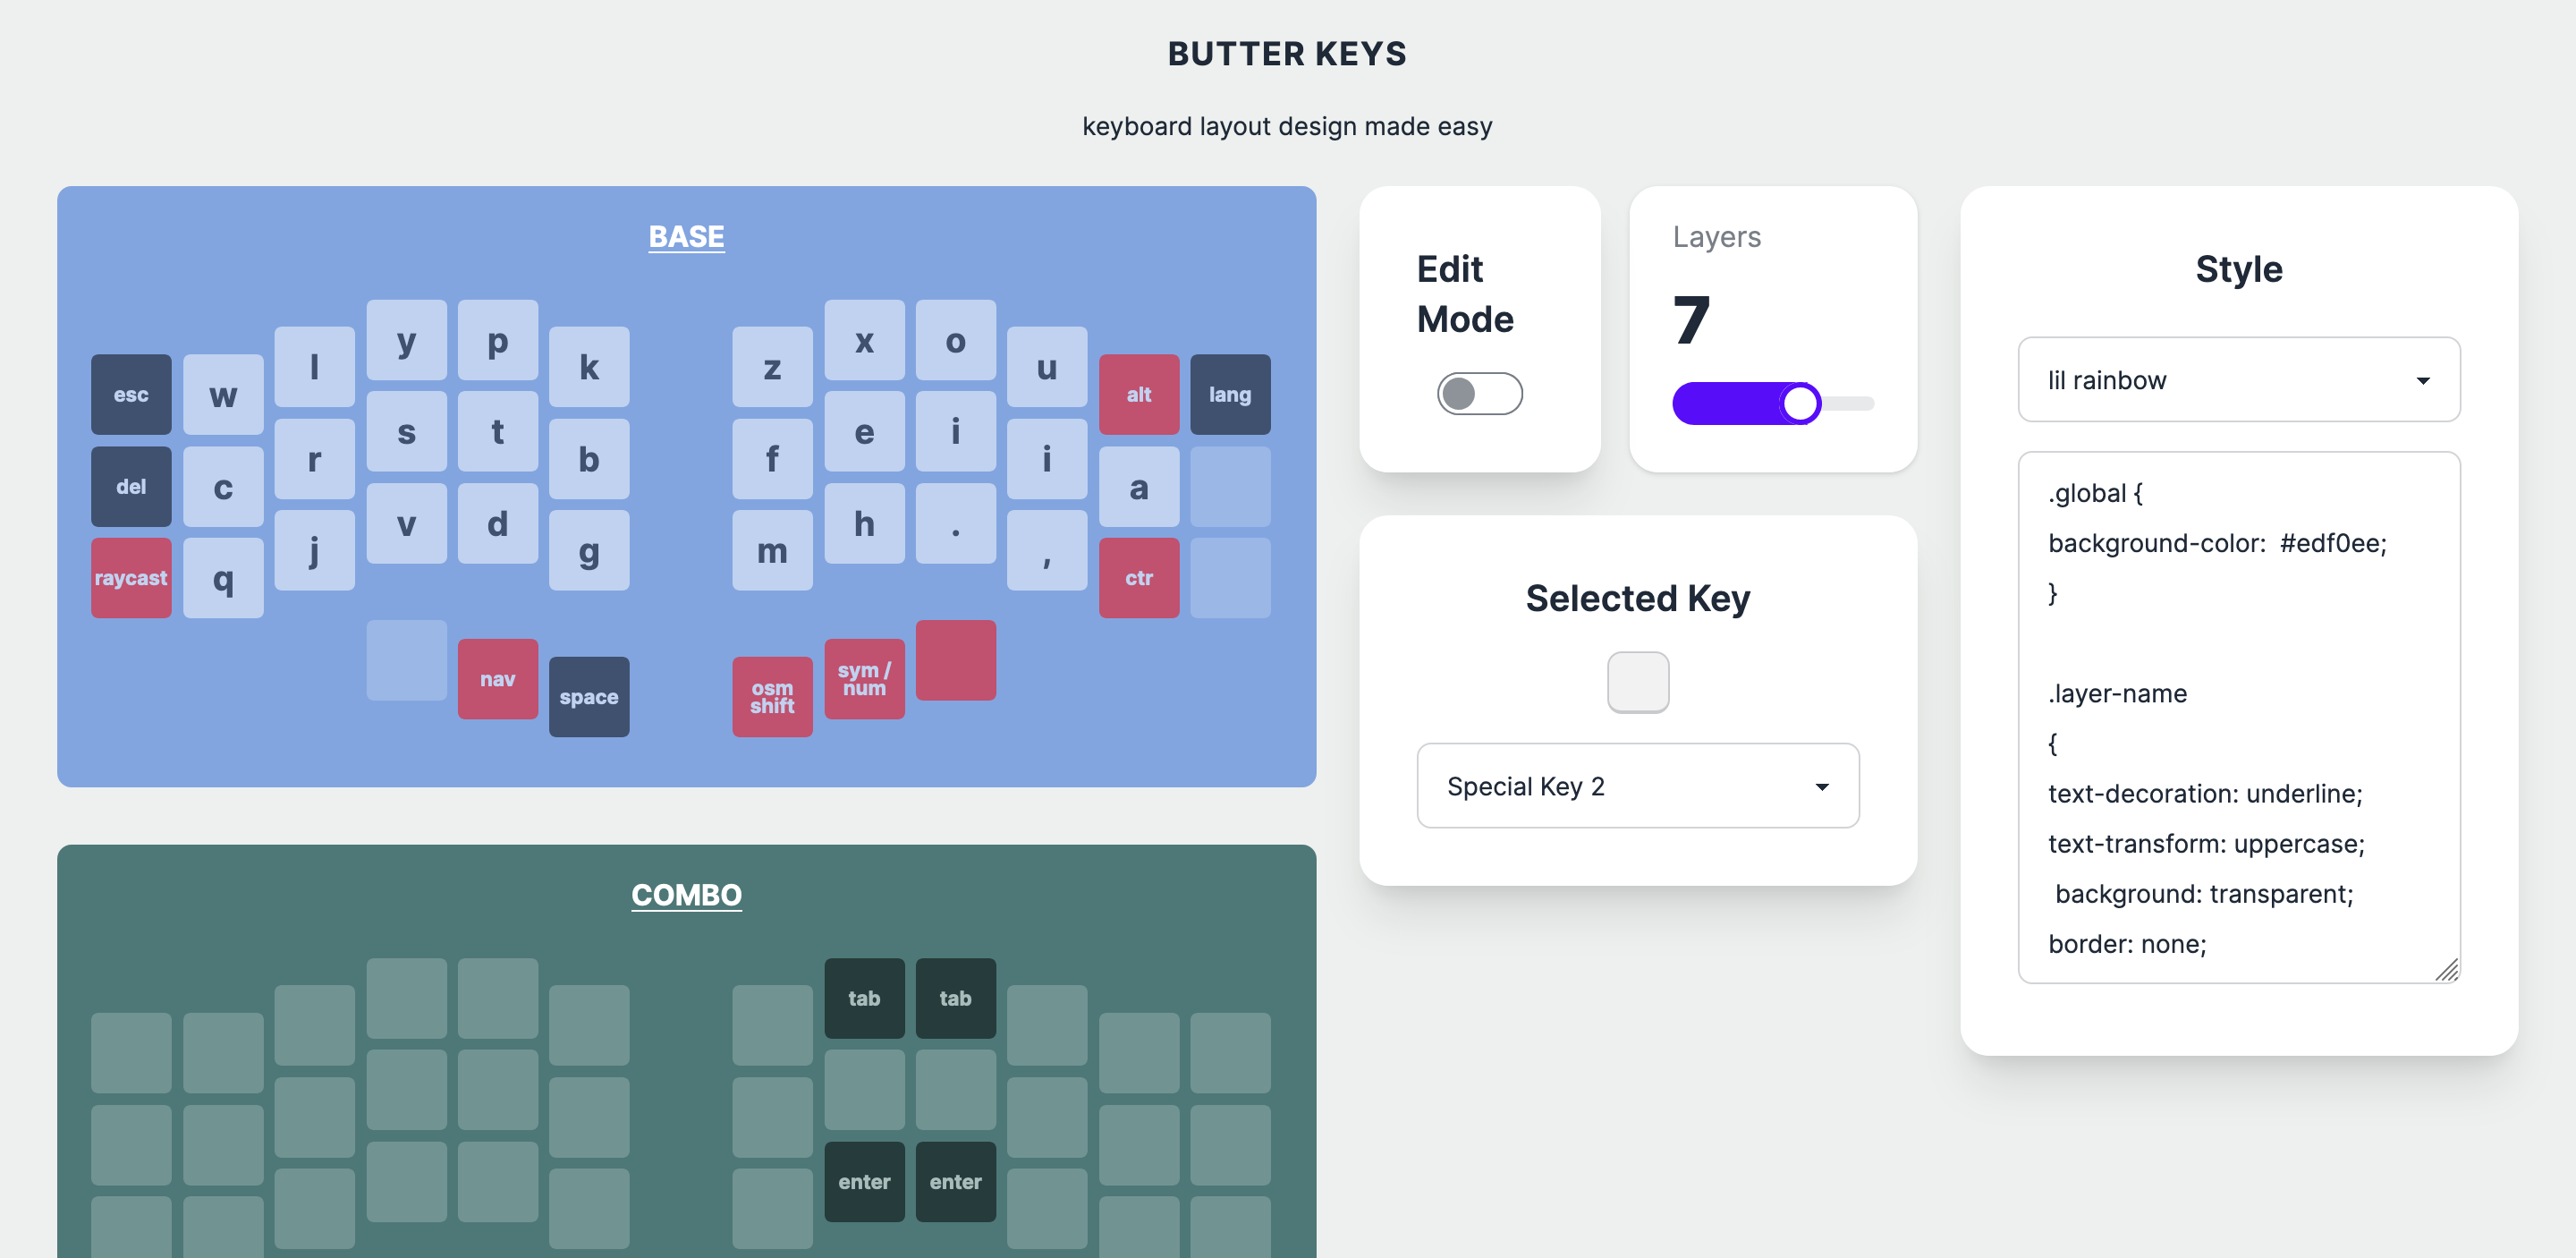 BUTTER KEYS
keyboard layout design made easy
BASE
esc w l y p k z x o u alt lang
del c r s t b f e i i a
raycast q j v d g m h . , ctr
nav space osm shift sym / num
COMBO
tab tab
enter enter
Edit
Mode
Layers
7
Selected Key
Special Key 2
Style
lil rainbow
.global {
background-color:  #edf0ee;
}
.layer-name
{
text-decoration: underline;
text-transform: uppercase;
 background: transparent;
border: none;